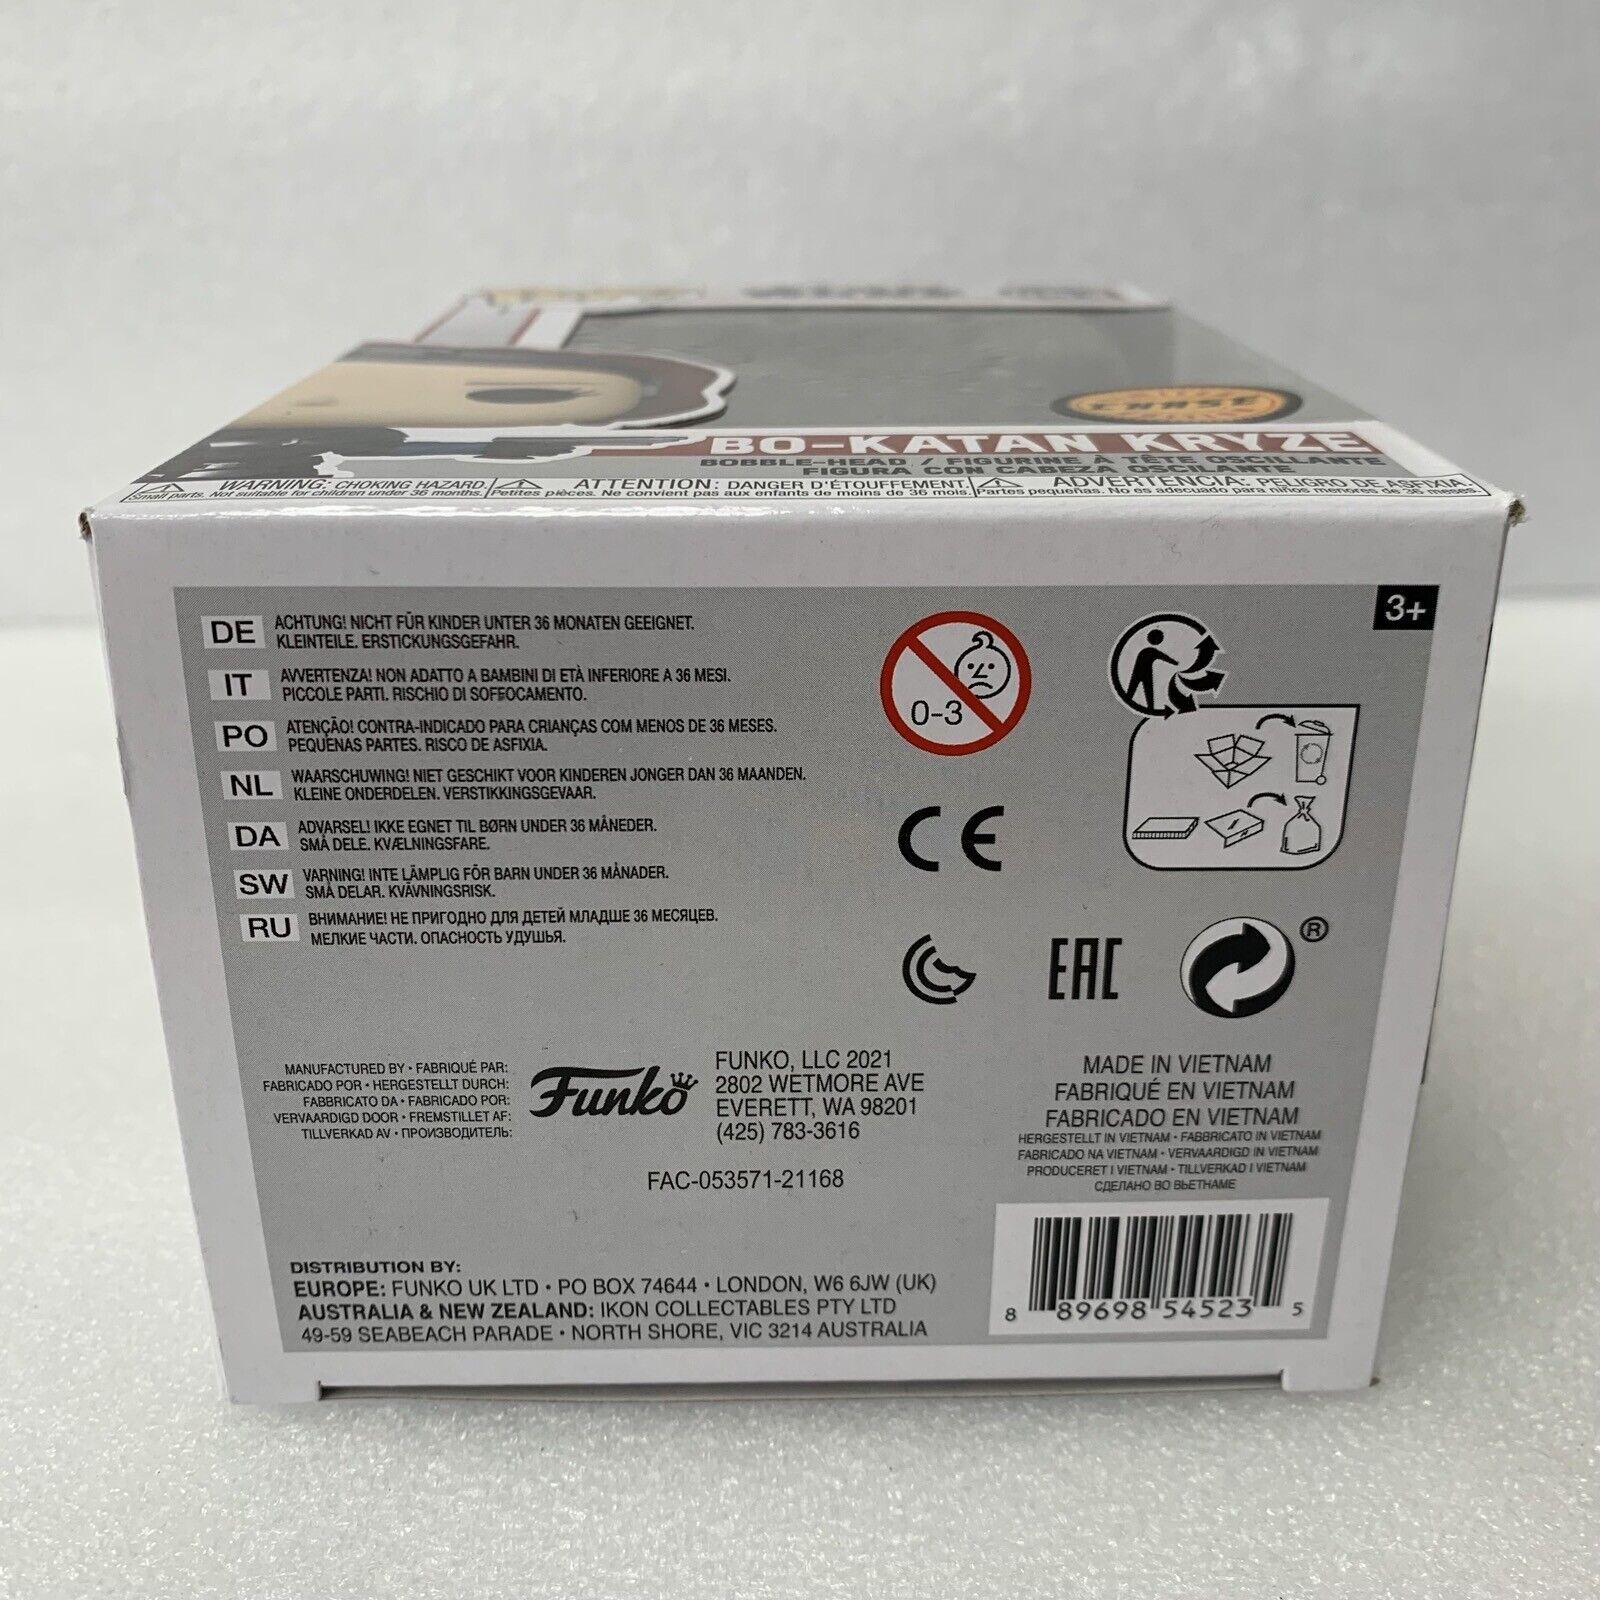 CHASE
BO-KATAN KRYZE
BOBBLE-HEAD / FIGURINE À TÊTE OSCILLANTE
FIGURA CON CABEZA OSCILANTE
WARNING: CHOKING HAZARD.
Small parts. Not suitable for children under 36 months.
ATTENTION: DANGER D'ÉTOUFFEMENT.
Petites pièces. Ne convient pas aux enfants de moins de 36 mois.
ADVERTENCIA: PELIGRO DE ASFIXIA.
Partes pequeñas. No es adecuado para niños menores de 36 meses.
3+
DE ACHTUNG! NICHT FÜR KINDER UNTER 36 MONATEN GEEIGNET.
KLEINTEILE. ERSTICKUNGSGEFAHR.
IT AVVERTENZA! NON ADATTO A BAMBINI DI ETÀ INFERIORE A 36 MESI.
PICCOLE PARTI. RISCHIO DI SOFFOCAMENTO.
PO ATENÇÃO! CONTRA-INDICADO PARA CRIANÇAS COM MENOS DE 36 MESES.
PEQUENAS PARTES. RISCO DE ASFIXIA.
NL WAARSCHUWING! NIET GESCHIKT VOOR KINDEREN JONGER DAN 36 MAANDEN.
KLEINE ONDERDELEN. VERSTIKKINGSGEVAAR.
DA ADVARSEL! IKKE EGNET TIL BØRN UNDER 36 MÅNEDER.
SMÅ DELE. KVÆLNINGSFARE.
SW VARNING! INTE LÄMPLIG FÖR BARN UNDER 36 MÅNADER.
SMÅ DELAR. KVÄVNINGSRISK.
RU ВНИМАНИЕ! НЕ ПРИГОДНО ДЛЯ ДЕТЕЙ МЛАДШЕ 36 МЕСЯЦЕВ.
МЕЛКИЕ ЧАСТИ. ОПАСНОСТЬ УДУШЬЯ.
0-3
CE
EAC
®
MANUFACTURED BY • FABRIQUÉ PAR:
FABRICADO POR • HERGESTELLT DURCH:
FABBRICATO DA • FABRICADO POR:
VERVAARDIGD DOOR • FREMSTILLET AF:
TILLVERKAD AV • ПРОИЗВОДИТЕЛЬ:
Funko
FUNKO, LLC 2021
2802 WETMORE AVE
EVERETT, WA 98201
(425) 783-3616
FAC-053571-21168
MADE IN VIETNAM
FABRIQUÉ EN VIETNAM
FABRICADO EN VIETNAM
HERGESTELLT IN VIETNAM • FABBRICATO IN VIETNAM
FABRICADO NA VIETNAM • VERVAARDIGD IN VIETNAM
PRODUCERET I VIETNAM • TILLVERKAD I VIETNAM
СДЕЛАНО ВО ВЬЕТНАМЕ
DISTRIBUTION BY:
EUROPE: FUNKO UK LTD • PO BOX 74644 • LONDON, W6 6JW (UK)
AUSTRALIA & NEW ZEALAND: IKON COLLECTABLES PTY LTD
49-59 SEABEACH PARADE • NORTH SHORE, VIC 3214 AUSTRALIA
8 89698 54523 5